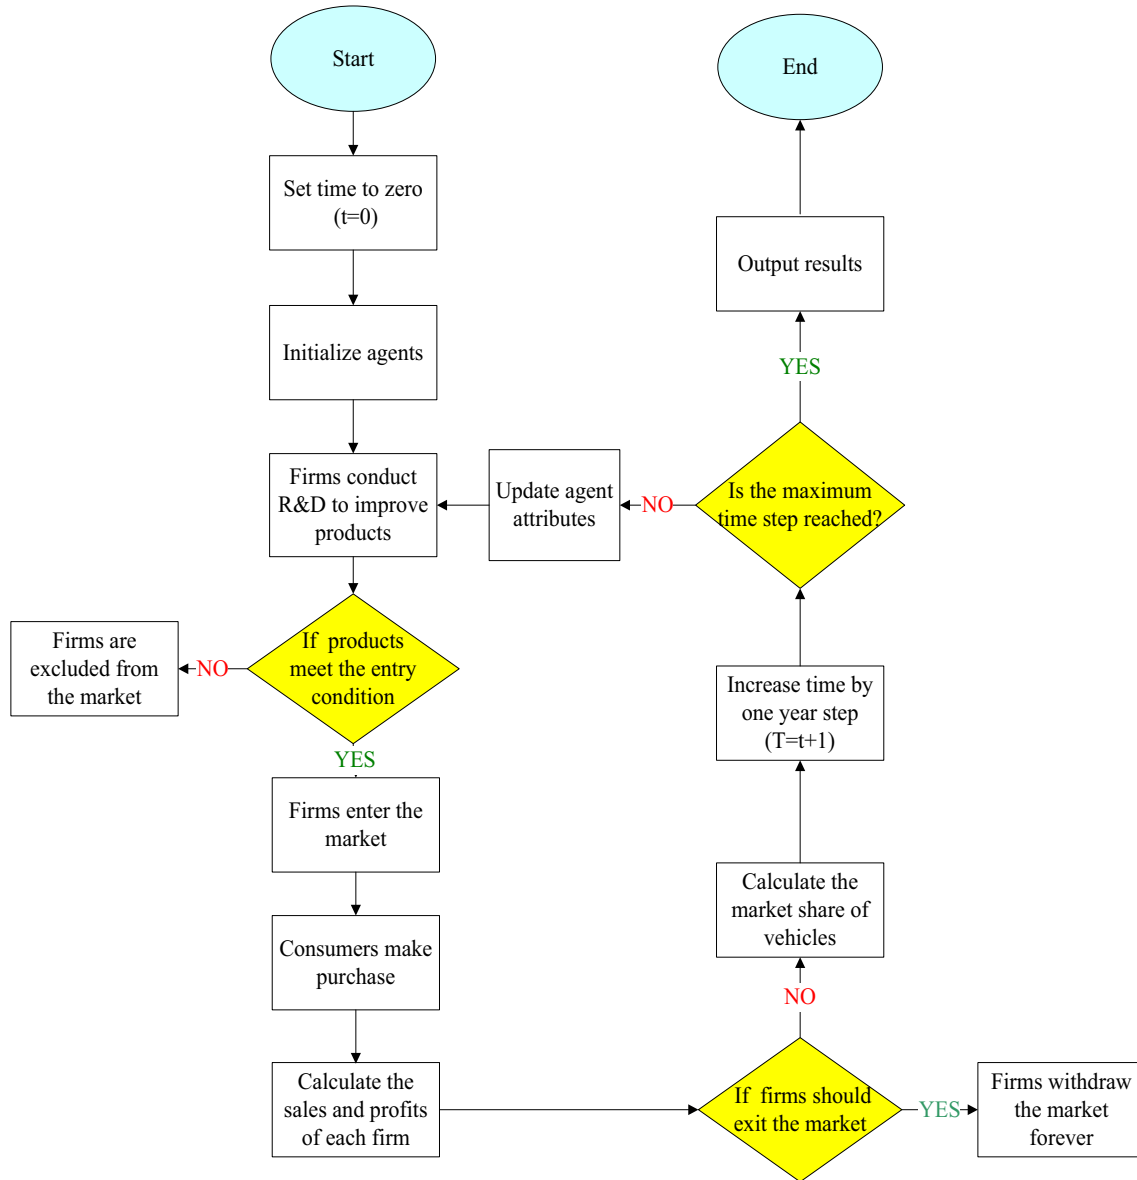 Start
Set time to zero
(t=0)
Initialize agents
Firms conduct
R&D to improve
products
If products
meet the entry
condition
NO
Firms are
excluded from
the market
YES
Firms enter the
market
Consumers make
purchase
Calculate the
sales and profits
of each firm
If firms should
exit the market
YES
Firms withdraw
the market
forever
NO
Calculate the
market share of
vehicles
Increase time by
one year step
(T=t+1)
Is the maximum
time step reached?
NO
Update agent
attributes
YES
Output results
End